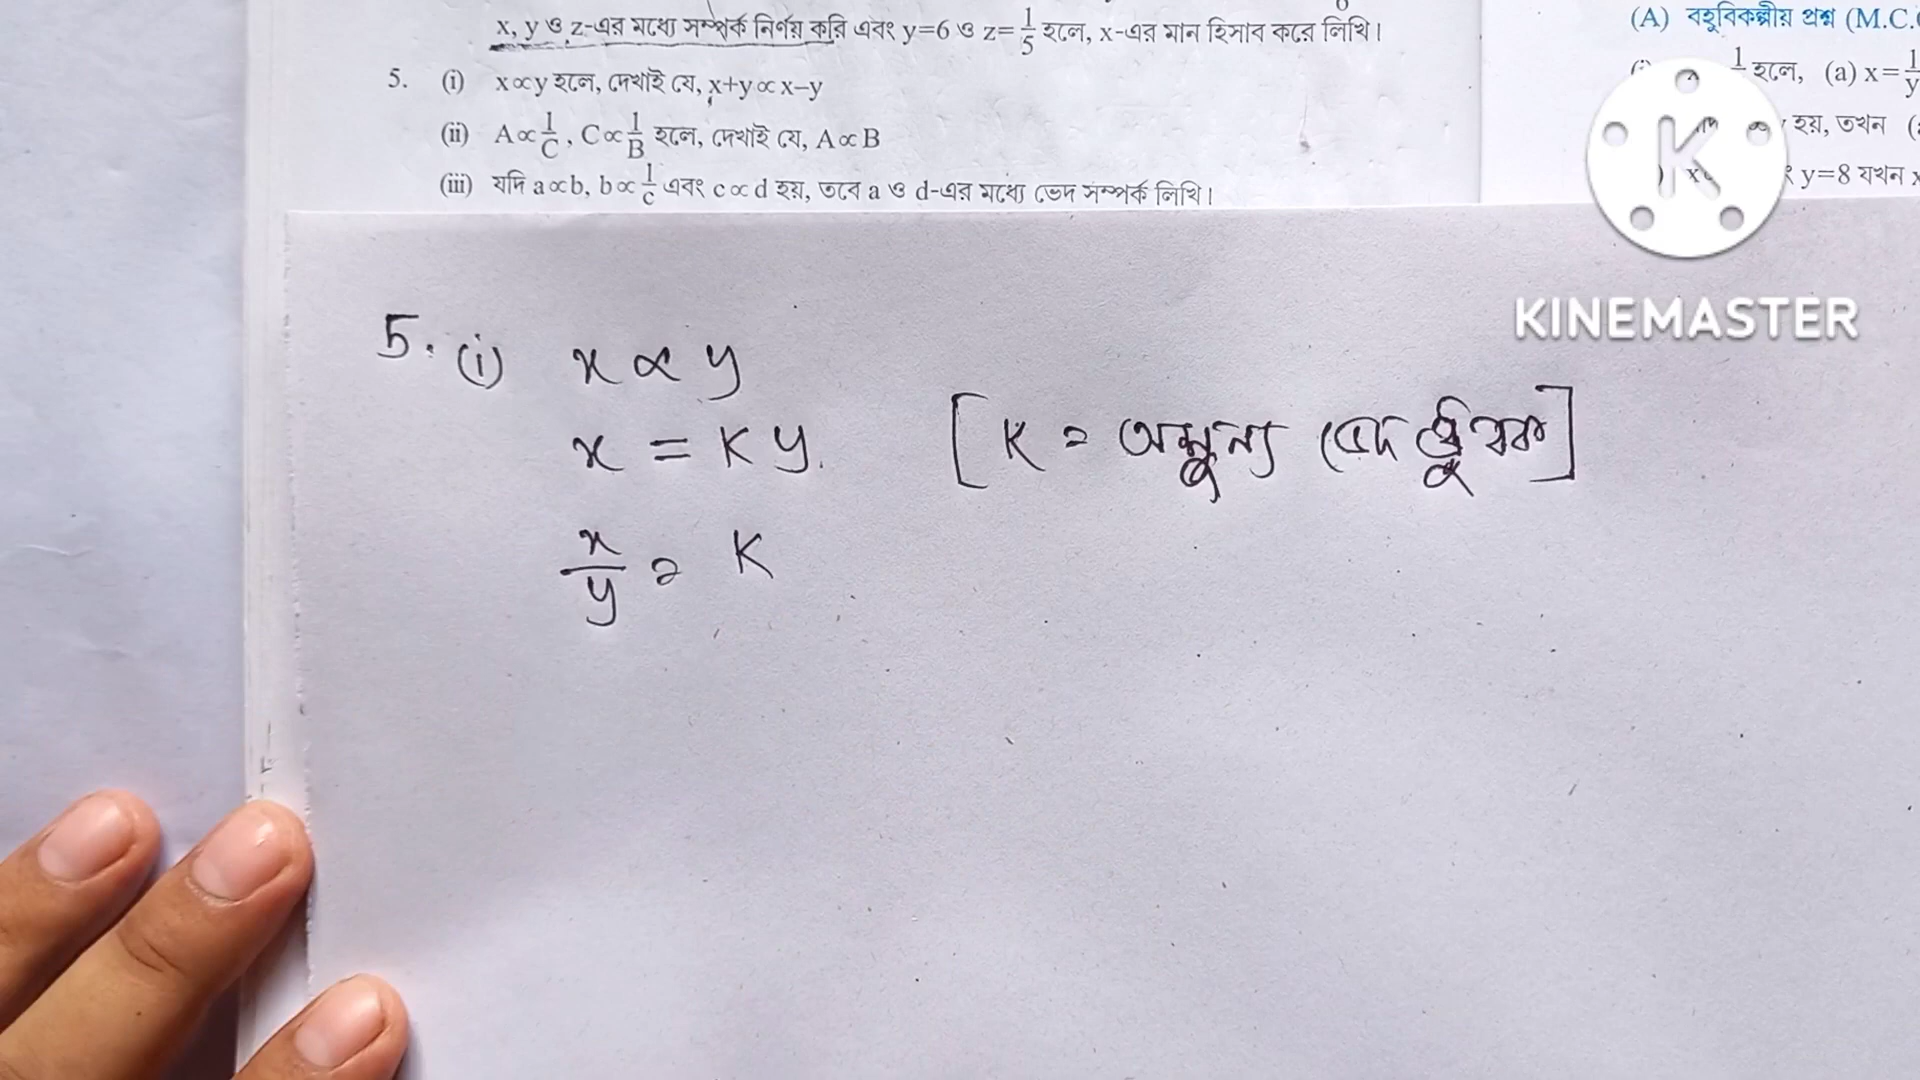 x, y ও z-এর মধ্যে সম্পর্ক নির্ণয় করি এবং y=6 ও z=1/5 হলে, x-এর মান হিসাব করে লিখি।
5. (i) x∝y হলে, দেখাই যে, x+y∝x–y
(ii) A∝1/C, C∝1/B হলে, দেখাই যে, A∝B
(iii) যদি a∝b, b∝1/c এবং c∝d হয়, তবে a ও d-এর মধ্যে ভেদ সম্পর্ক লিখি।
(A) বহুবিকল্পীয় প্রশ্ন (M.C.
1 হলে, (a) x=1/y
হয়, তখন
y=8 যখন x
KINEMASTER
5. (i) x ∝ y
x = K y. [K = অশূন্য ভেদ ধ্রুবক]
x/y = K